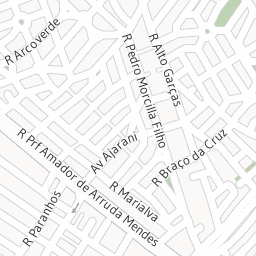 R Arcoverde
R Pedro Morcilla Filho
R Alto Garças
R Prf Amador de Arruda Mendes
Av Ajarani
R Braço da Cruz
R Marialva
R Paranhos